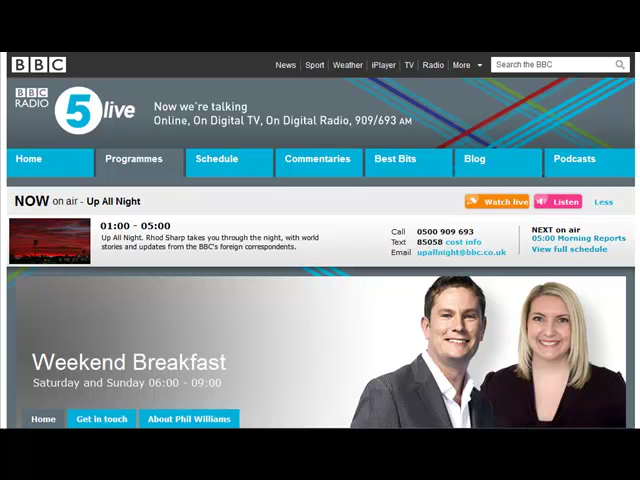 BBC
News Sport Weather iPlayer TV Radio More
Search the BBC
BBC
RADIO
5 live
Now we're talking
Online, On Digital TV, On Digital Radio, 909/693 AM
Home Programmes Schedule Commentaries Best Bits Blog Podcasts
NOW on air - Up All Night
Watch live Listen Less
01:00 - 05:00
Up All Night. Rhod Sharp takes you through the night, with world
stories and updates from the BBC's foreign correspondents.
Call 0500 909 693
Text 85058 cost info
Email upallnight@bbc.co.uk
NEXT on air
05:00 Morning Reports
View full schedule
Weekend Breakfast
Saturday and Sunday 06:00 - 09:00
Home Get in touch About Phil Williams